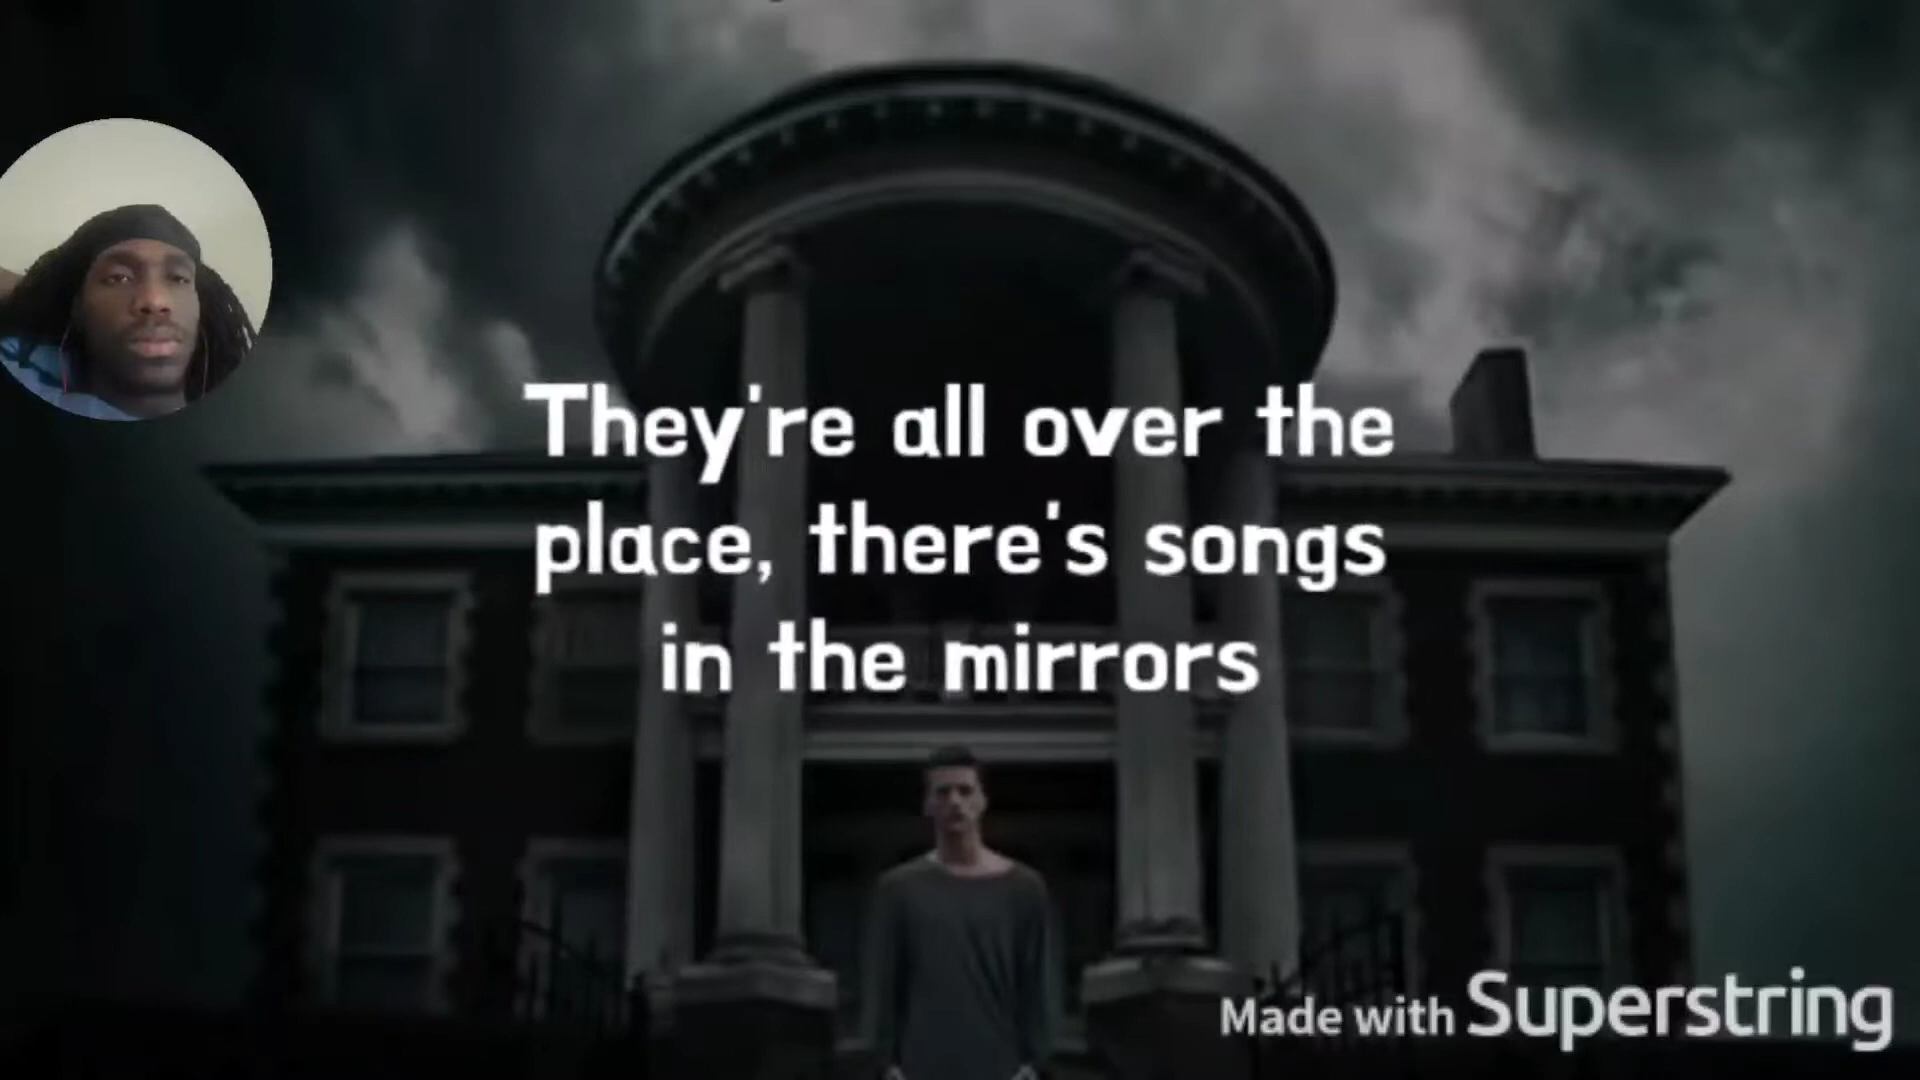 They're all over the
place, there's songs
in the mirrors
Made with Superstring